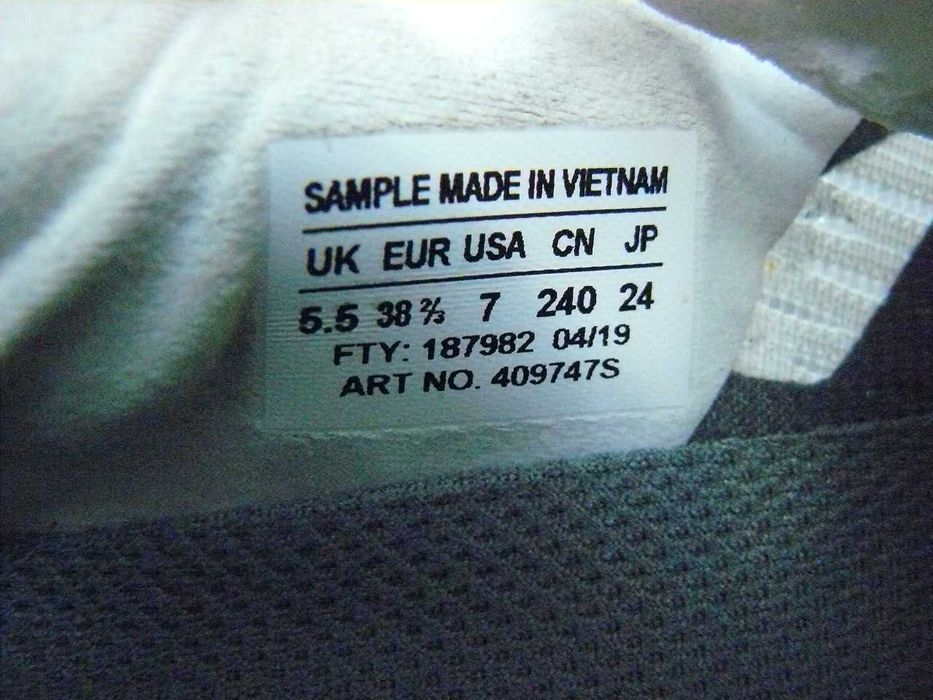 SAMPLE MADE IN VIETNAM
UK EUR USA CN JP
5.5 38 ⅔ 7 240 24
FTY: 187982 04/19
ART NO. 409747S